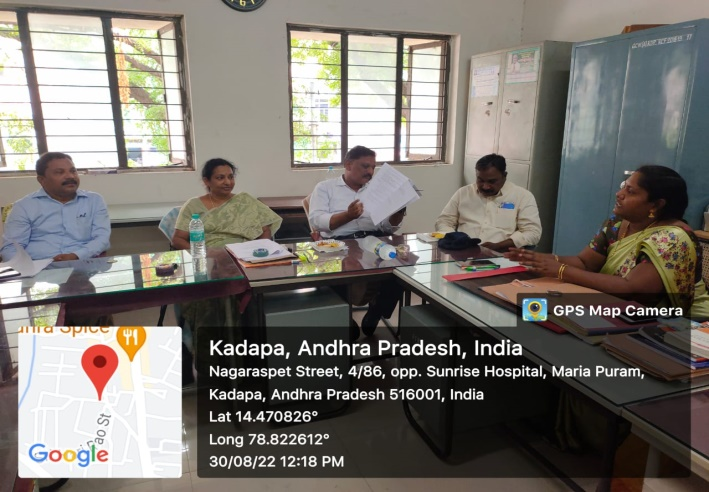 GPS Map Camera
Spice
Google
Kadapa, Andhra Pradesh, India
Nagaraspet Street, 4/86, opp. Sunrise Hospital, Maria Puram,
Kadapa, Andhra Pradesh 516001, India
Lat 14.470826°
Long 78.822612°
30/08/22 12:18 PM